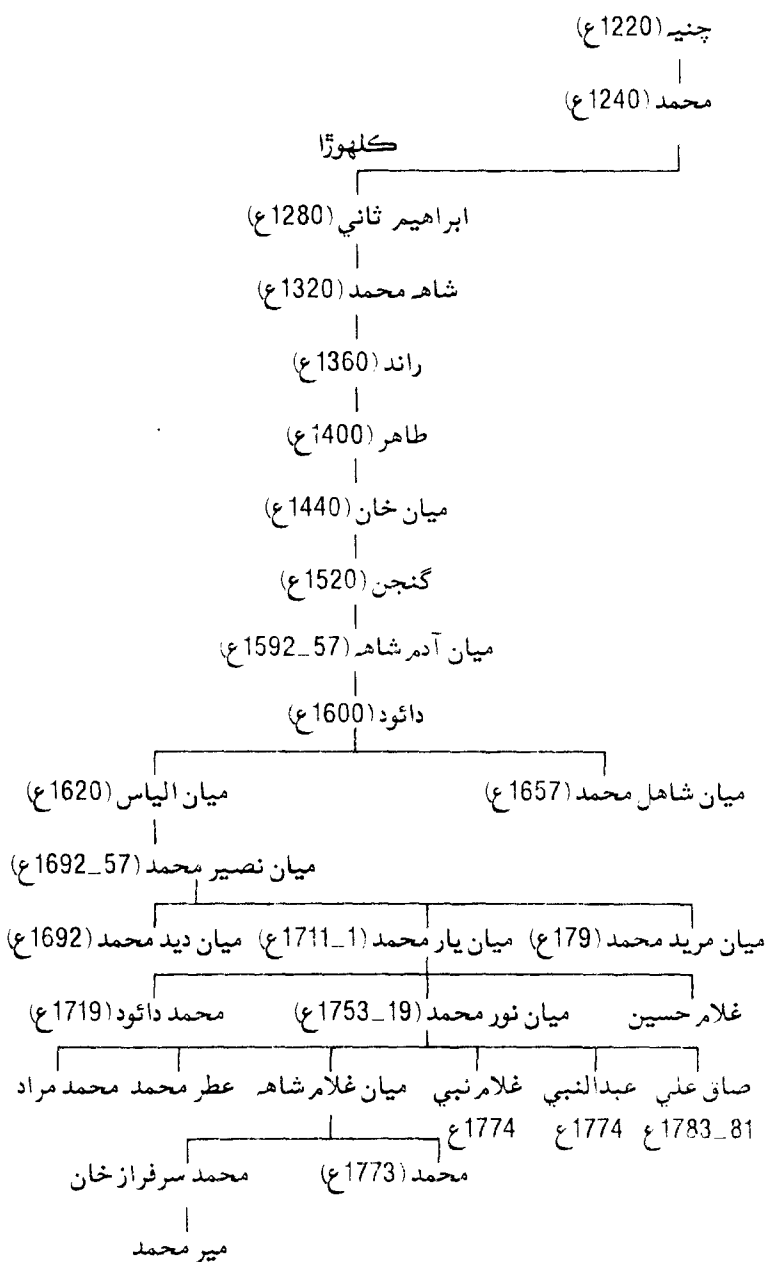 چنيہ (1220ع)
محمد (1240ع)
ڪلهوڙا
ابراهيم ثاني (1280ع)
شاهہ محمد (1320ع)
راند (1360ع)
طاهر (1400ع)
ميان خان (1440ع)
گنجن (1520ع)
ميان آدم شاهہ (57_1592ع)
دائود (1600ع)
ميان شاهل محمد (1657ع) ميان الياس (1620ع)
ميان نصير محمد (57_1692ع)
ميان مريد محمد (179ع) ميان يار محمد (1_1711ع) ميان ديد محمد (1692ع)
غلام حسين ميان نور محمد (19_1753ع) محمد دائود (1719ع)
صاق علي عبدالنبي غلام نبي ميان غلام شاهہ عطر محمد محمد مراد
81_1783ع 1774ع 1774ع
محمد (1773ع) محمد سرفراز خان
مير محمد